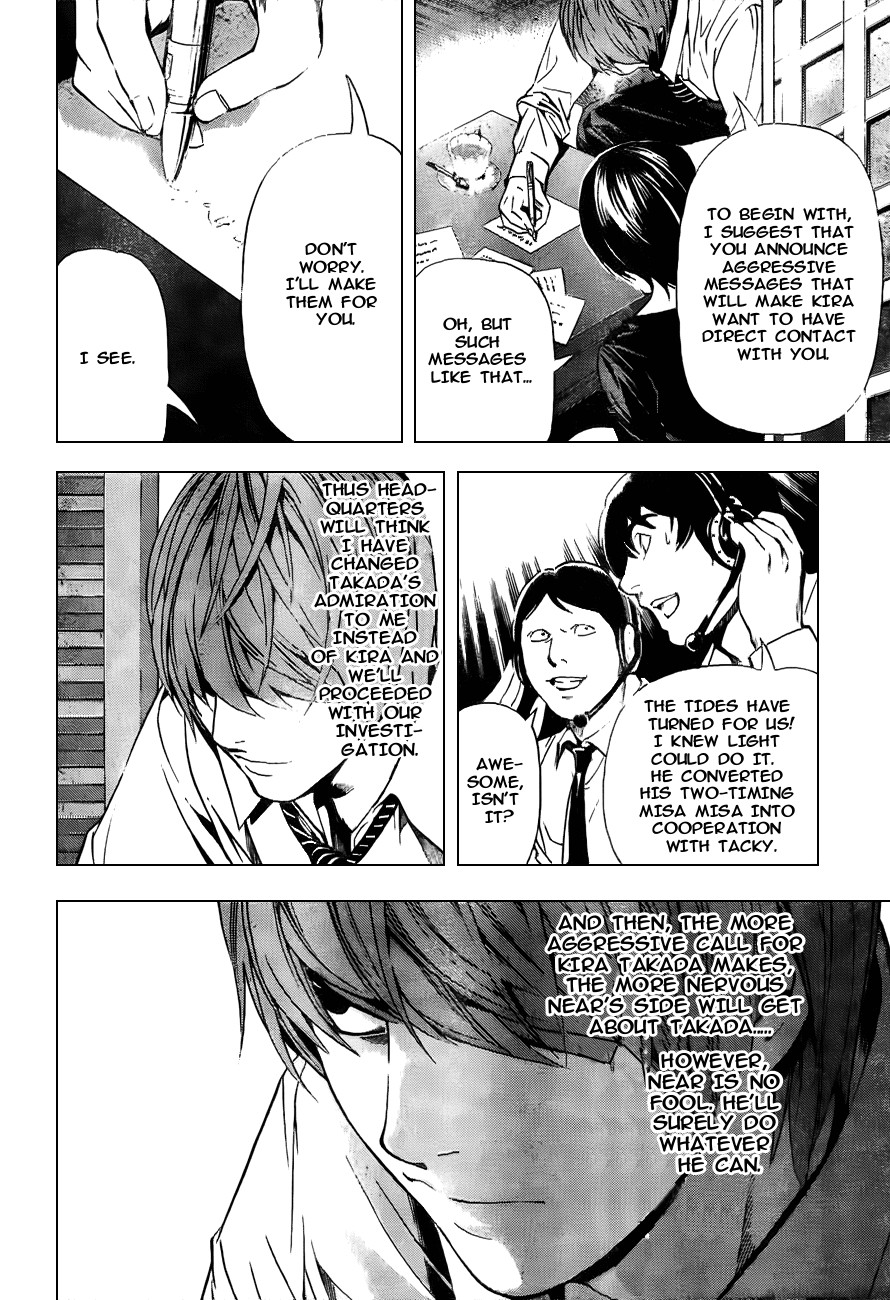 TO BEGIN WITH,
I SUGGEST THAT
YOU ANNOUNCE
AGGRESSIVE
MESSAGES THAT
WILL MAKE KIRA
WANT TO HAVE
DIRECT CONTACT
WITH YOU.
OH, BUT
SUCH
MESSAGES
LIKE THAT...
DON'T
WORRY.
I'LL MAKE
THEM FOR
YOU.
I SEE.
THE TIDES HAVE
TURNED FOR US!
I KNEW LIGHT
COULD DO IT.
HE CONVERTED
HIS TWO-TIMING
MISA MISA INTO
COOPERATION
WITH TACKY.
AWE-
SOME,
ISN'T
IT?
THUS HEAD-
QUARTERS
WILL THINK
I HAVE
CHANGED
TAKADA'S
ADMIRATION
TO ME
INSTEAD
OF KIRA AND
WE'LL
PROCEEDED
WITH OUR
INVESTI-
GATION.
AND THEN, THE MORE
AGGRESSIVE CALL FOR
KIRA TAKADA MAKES,
THE MORE NERVOUS
NEAR'S SIDE WILL GET
ABOUT TAKADA.....
HOWEVER,
NEAR IS NO
FOOL. HE'LL
SURELY DO
WHATEVER
HE CAN.